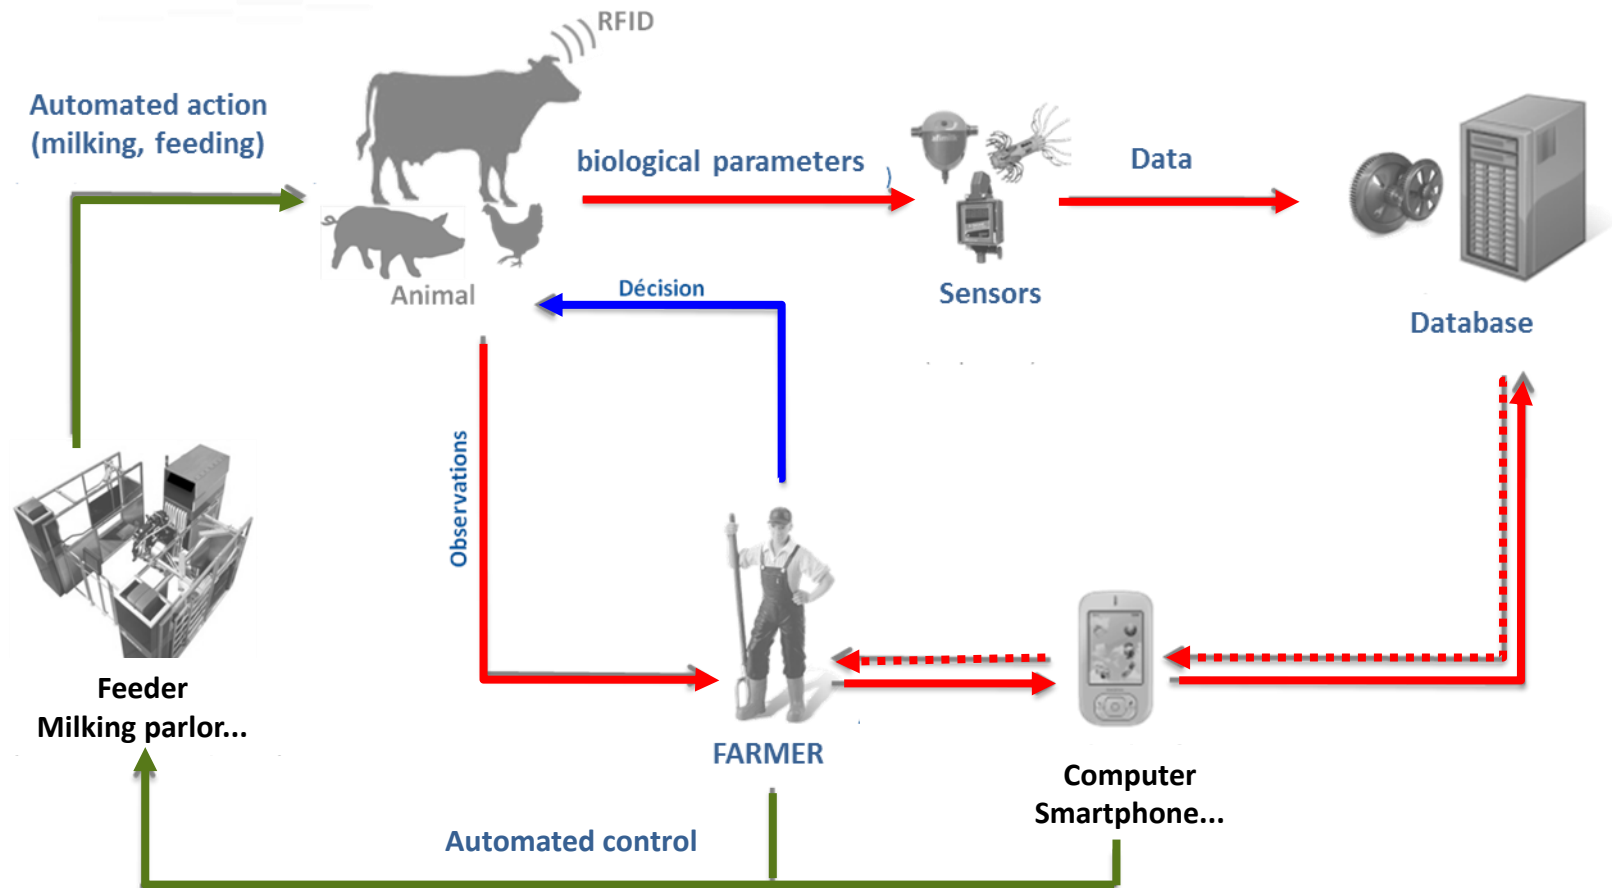 RFID
Automated action
(milking, feeding)
biological parameters )
Data
Animal
Décision
Sensors
Database
Observations
Feeder
Milking parlor...
FARMER
Computer
Smartphone...
Automated control